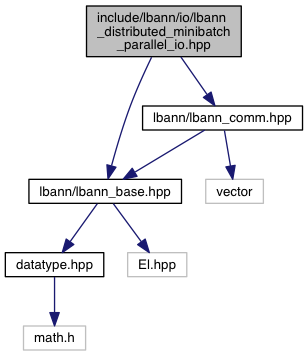 include/lbann/io/lbann
_distributed_minibatch
_parallel_io.hpp
lbann/lbann_comm.hpp
lbann/lbann_base.hpp
vector
datatype.hpp
El.hpp
math.h